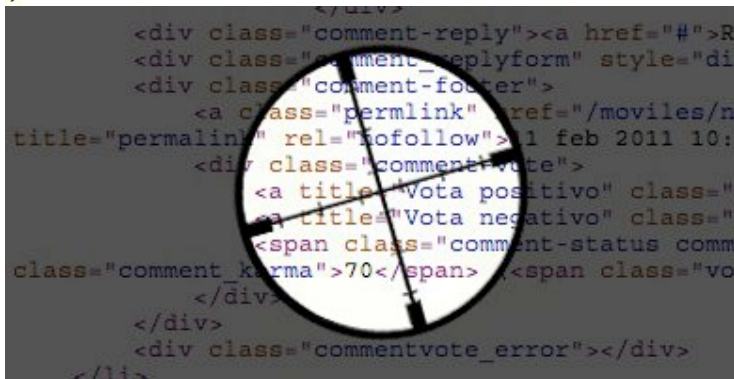 </div>
<div class="comment-reply"><a href="#">R
<div class="comment_replyform" style="di
<div class="comment-footer">
<a class="permlink" href="/moviles/n
title="permalink" rel="nofollow">11 feb 2011 10:
<div class="comment-vote">
<a title="Vota positivo" class="
<a title="Vota negativo" class="
<span class="comment-status comm
class="comment_karma">70</span> <span class="vo
</div>
</div>
<div class="commentvote_error"></div>
</li>